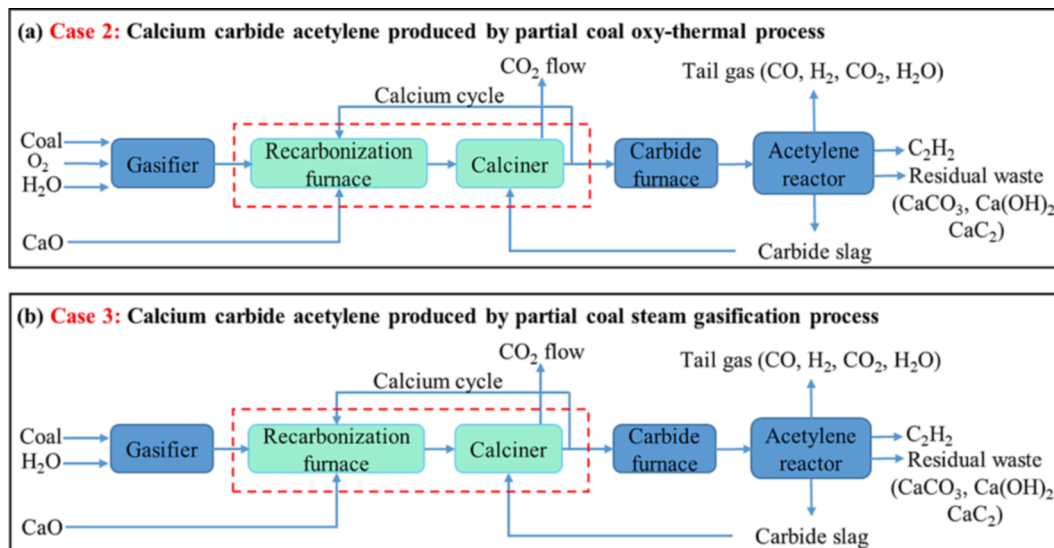 (a) Case 2: Calcium carbide acetylene produced by partial coal oxy-thermal process
CO₂ flow
Tail gas (CO, H₂, CO₂, H₂O)
Calcium cycle
Coal
O₂
H₂O
Gasifier
Recarbonization
furnace
Calciner
Carbide
furnace
Acetylene
reactor
C₂H₂
Residual waste
(CaCO₃, Ca(OH)₂
CaC₂)
CaO
Carbide slag
(b) Case 3: Calcium carbide acetylene produced by partial coal steam gasification process
CO₂ flow
Tail gas (CO, H₂, CO₂, H₂O)
Calcium cycle
Coal
H₂O
Gasifier
Recarbonization
furnace
Calciner
Carbide
furnace
Acetylene
reactor
C₂H₂
Residual waste
(CaCO₃, Ca(OH)₂
CaC₂)
CaO
Carbide slag